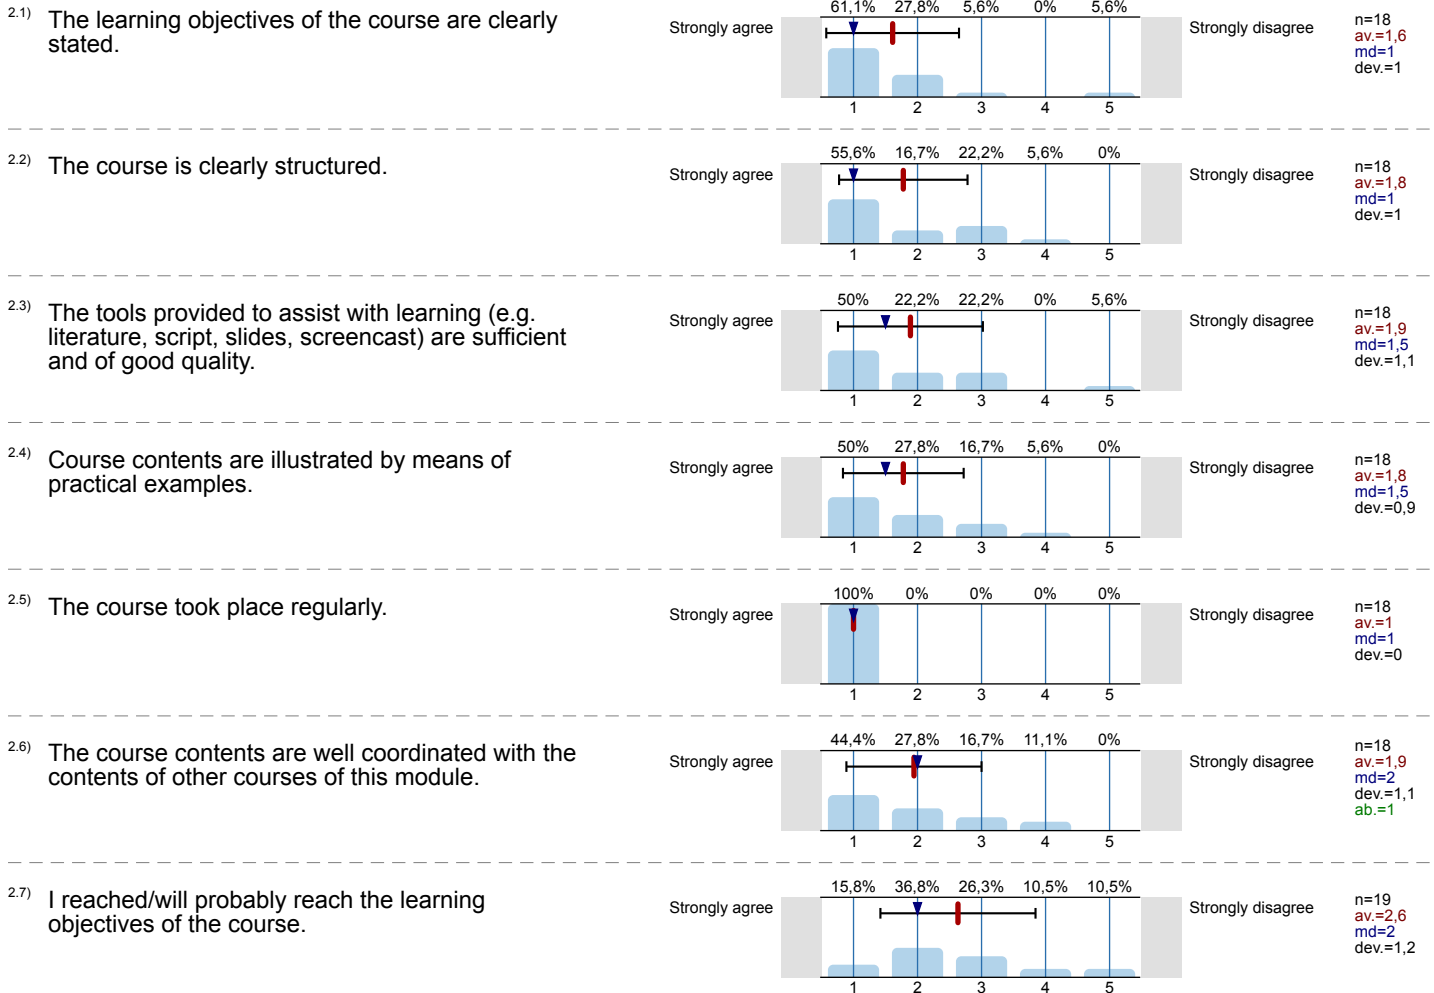 2.1) The learning objectives of the course are clearly
stated.
Strongly agree
61,1% 27,8% 5,6% 0% 5,6%
1 2 3 4 5
Strongly disagree
n=18
av.=1,6
md=1
dev.=1
2.2) The course is clearly structured.
Strongly agree
55,6% 16,7% 22,2% 5,6% 0%
1 2 3 4 5
Strongly disagree
n=18
av.=1,8
md=1
dev.=1
2.3) The tools provided to assist with learning (e.g.
literature, script, slides, screencast) are sufficient
and of good quality.
Strongly agree
50% 22,2% 22,2% 0% 5,6%
1 2 3 4 5
Strongly disagree
n=18
av.=1,9
md=1,5
dev.=1,1
2.4) Course contents are illustrated by means of
practical examples.
Strongly agree
50% 27,8% 16,7% 5,6% 0%
1 2 3 4 5
Strongly disagree
n=18
av.=1,8
md=1,5
dev.=0,9
2.5) The course took place regularly.
Strongly agree
100% 0% 0% 0% 0%
1 2 3 4 5
Strongly disagree
n=18
av.=1
md=1
dev.=0
2.6) The course contents are well coordinated with the
contents of other courses of this module.
Strongly agree
44,4% 27,8% 16,7% 11,1% 0%
1 2 3 4 5
Strongly disagree
n=18
av.=1,9
md=2
dev.=1,1
ab.=1
2.7) I reached/will probably reach the learning
objectives of the course.
Strongly agree
15,8% 36,8% 26,3% 10,5% 10,5%
1 2 3 4 5
Strongly disagree
n=19
av.=2,6
md=2
dev.=1,2